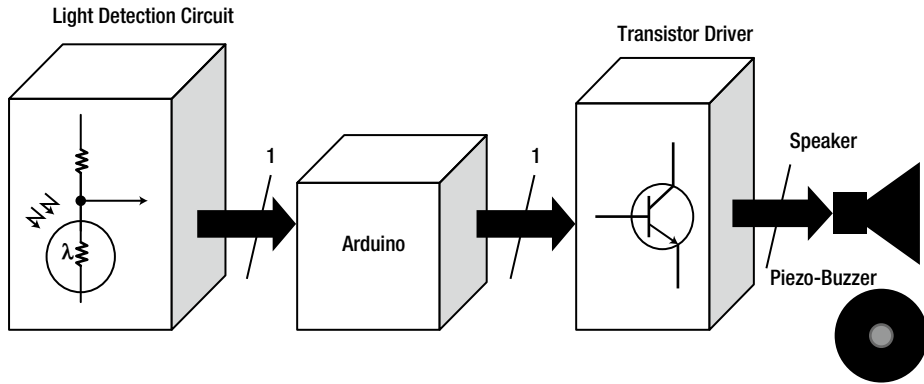 Light Detection Circuit
Transistor Driver
1
1
Speaker
λ
Arduino
Piezo-Buzzer